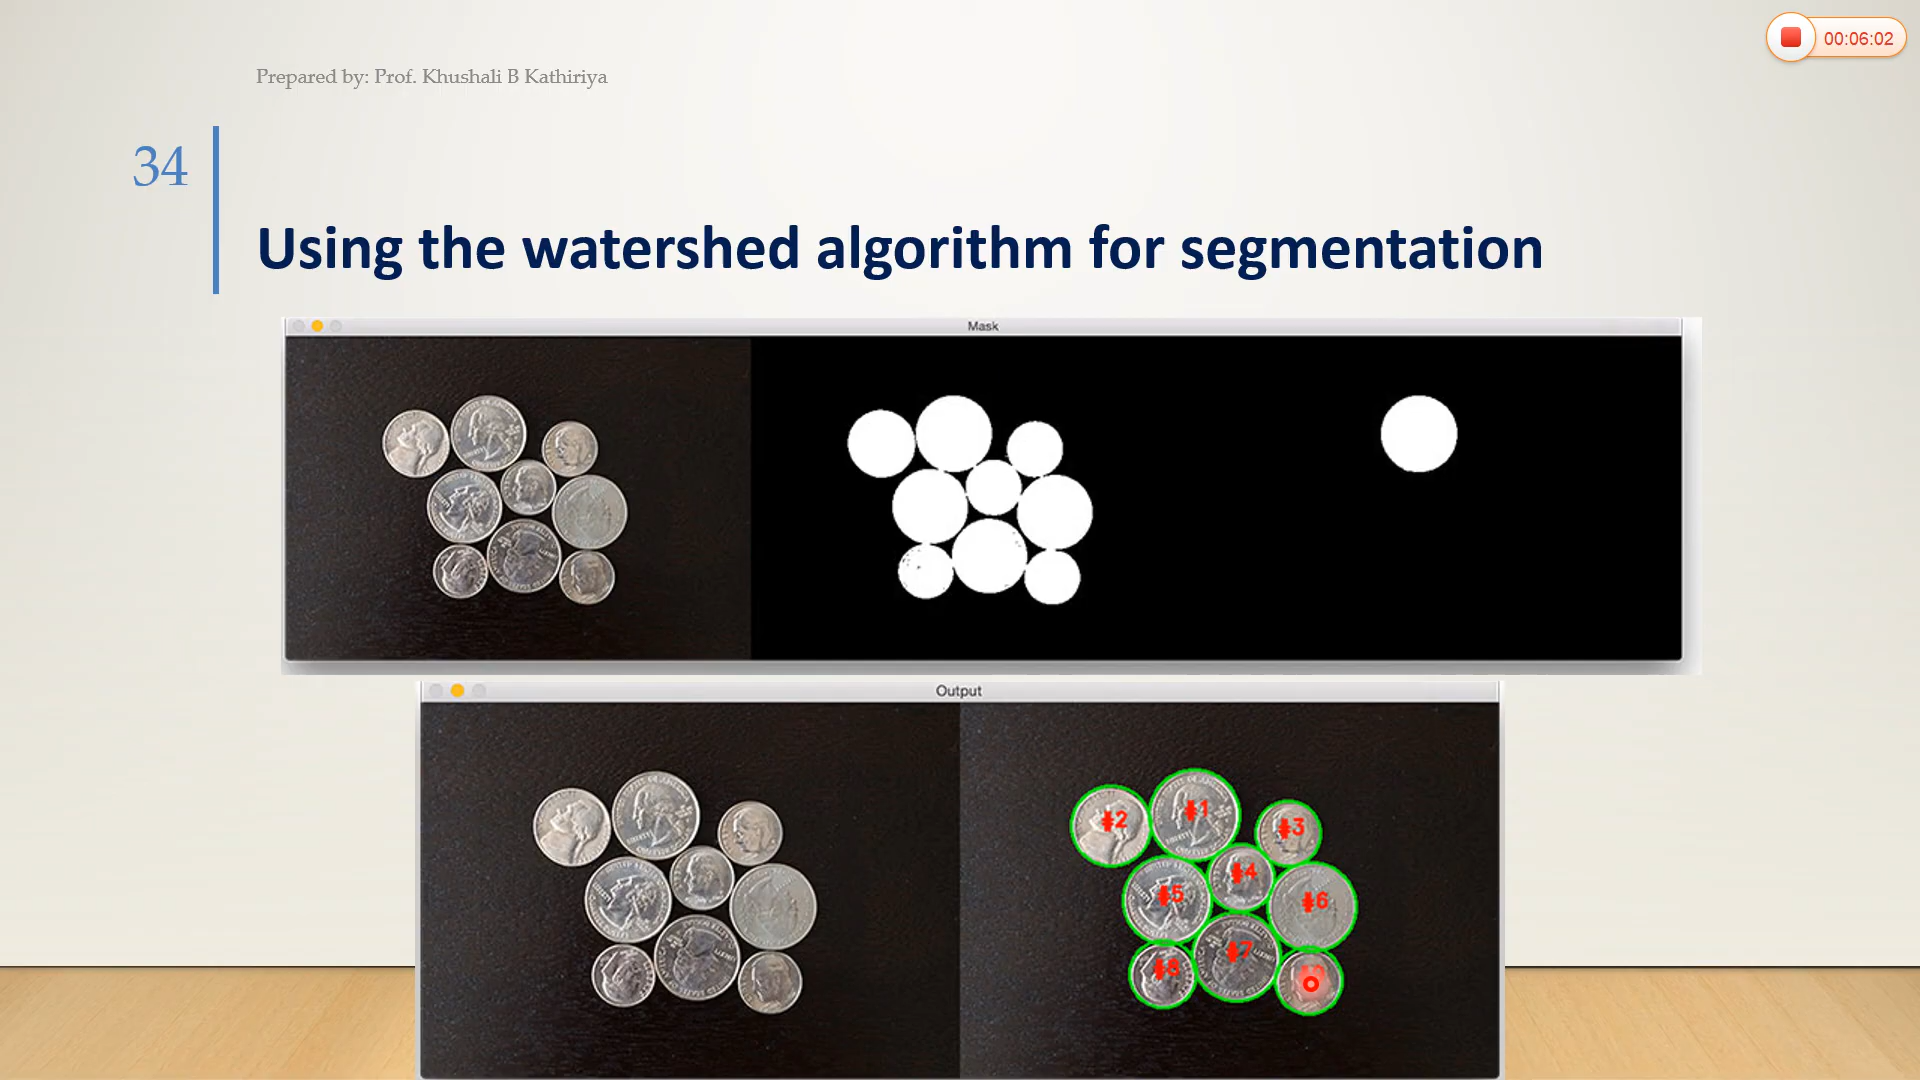 Prepared by: Prof. Khushali B Kathiriya
00:06:02
34
Using the watershed algorithm for segmentation
Mask
Output
#2
#1
#3
#4
#5
#6
#7
#8